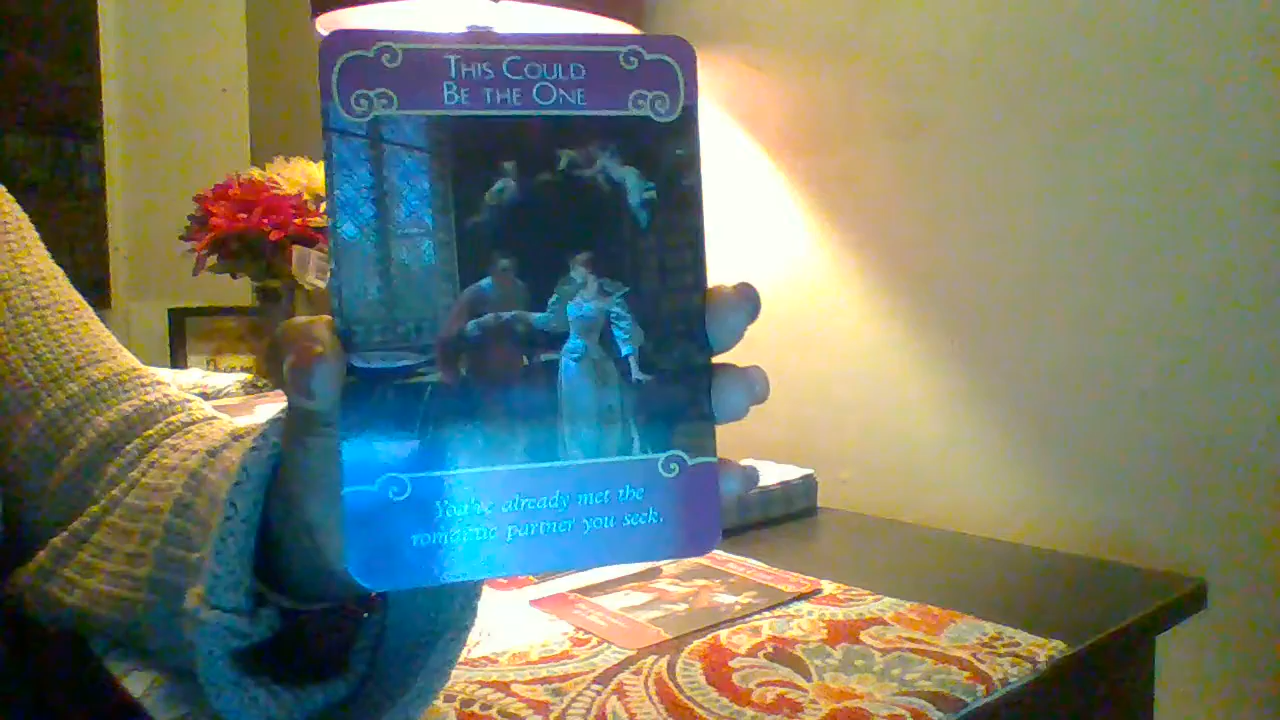 THIS COULD
BE THE ONE
You've already met the
romantic partner you seek.